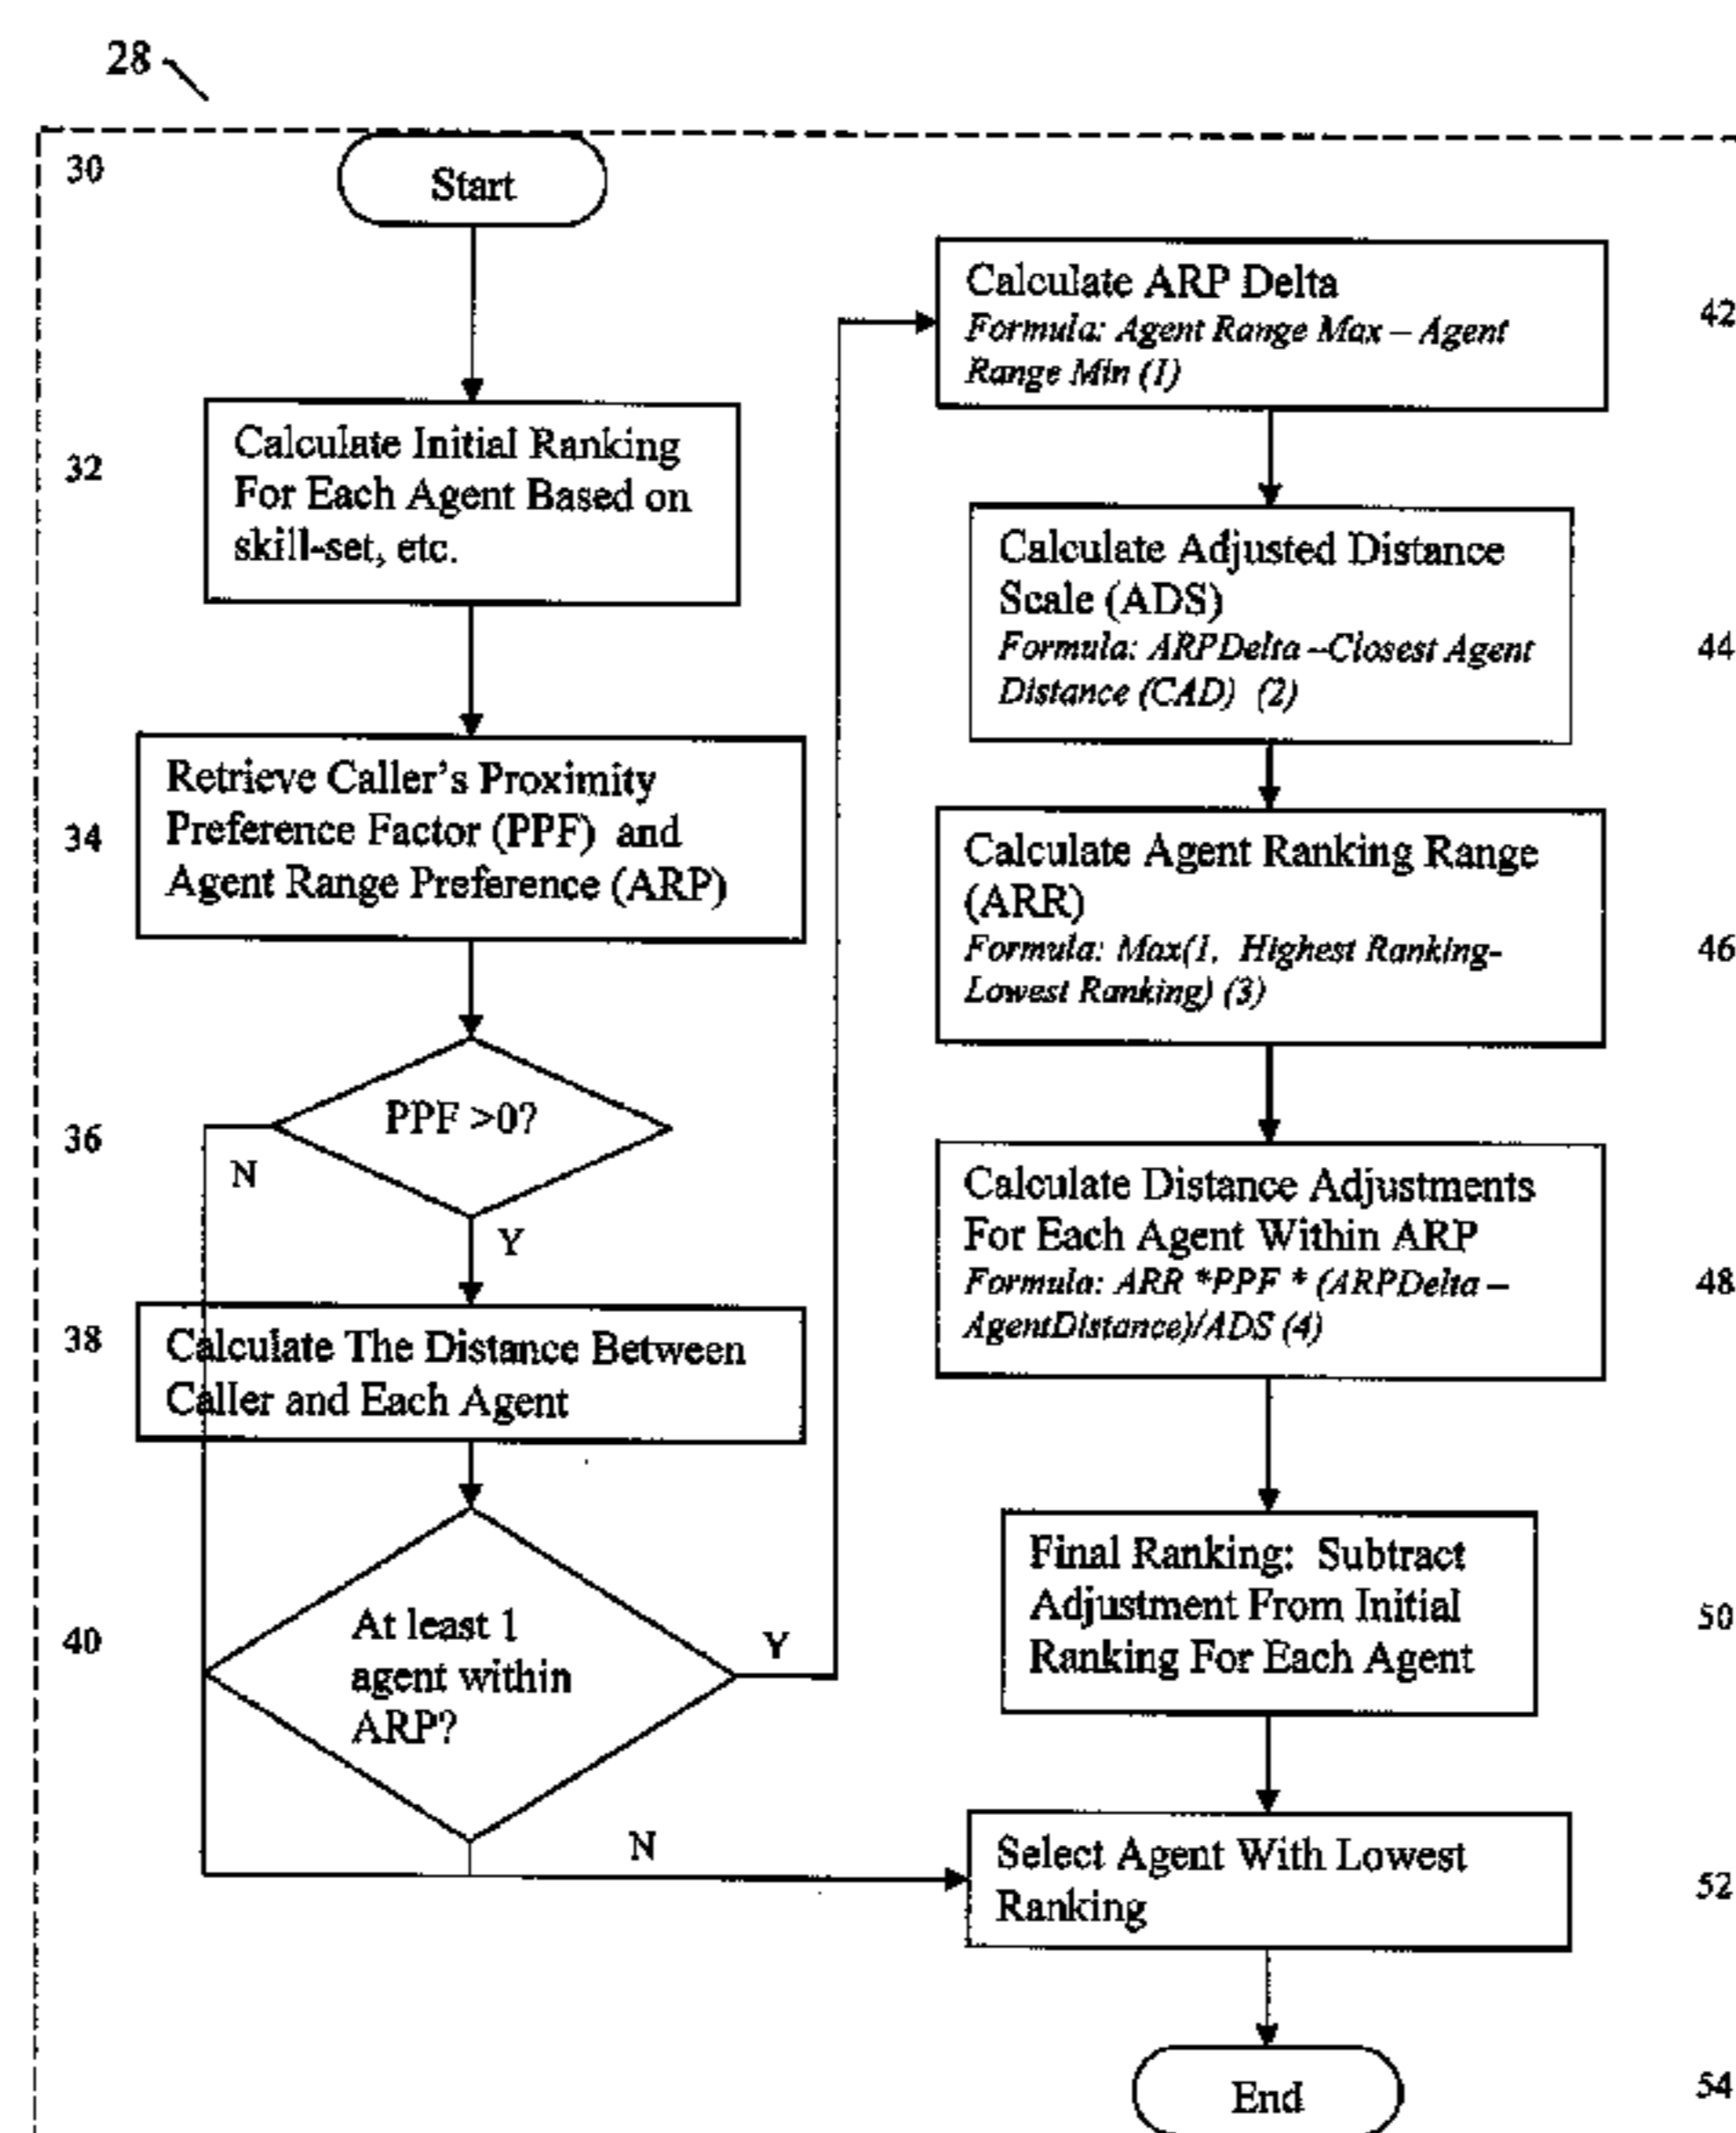 28
30
Start
32
Calculate Initial Ranking
For Each Agent Based on
skill-set, etc.
34
Retrieve Caller's Proximity
Preference Factor (PPF) and
Agent Range Preference (ARP)
36
PPF >0?
N
Y
38
Calculate The Distance Between
Caller and Each Agent
40
At least 1
agent within
ARP?
Y
N
Calculate ARP Delta
Formula: Agent Range Max – Agent
Range Min (1)
42
Calculate Adjusted Distance
Scale (ADS)
Formula: ARPDelta –Closest Agent
Distance (CAD) (2)
44
Calculate Agent Ranking Range
(ARR)
Formula: Max(1, Highest Ranking-
Lowest Ranking) (3)
46
Calculate Distance Adjustments
For Each Agent Within ARP
Formula: ARR *PPF * (ARPDelta –
AgentDistance)/ADS (4)
48
Final Ranking: Subtract
Adjustment From Initial
Ranking For Each Agent
50
Select Agent With Lowest
Ranking
52
End
54